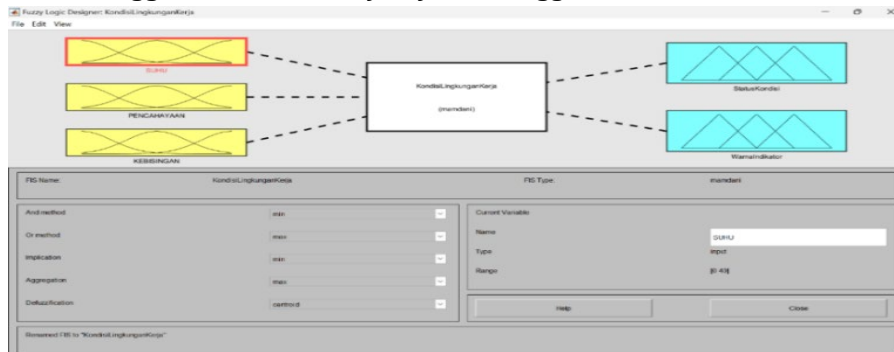 Fuzzy Logic Designer: KondisiLingkunganKerja
File Edit View
SUHU
PENCAHAYAAN
KEBISINGAN
KondisiLingkunganKerja
(mamdani)
StatusKondisi
WarnaIndikator
FIS Name: KondisiLingkunganKerja FIS Type: mamdani
And method min
Or method max
Implication min
Aggregation max
Defuzzification centroid
Current Variable
Name SUHU
Type input
Range [0 40]
Help Close
Renamed FIS to "KondisiLingkunganKerja"